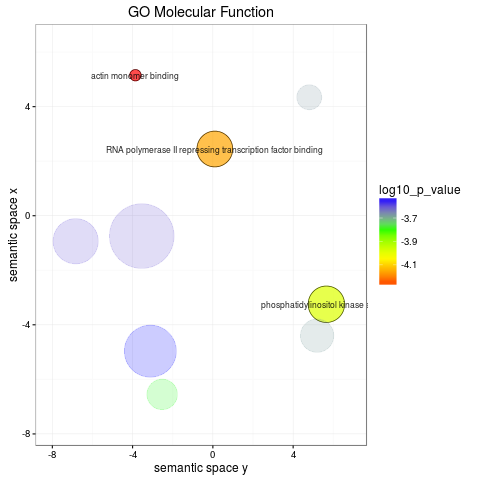 GO Molecular Function
actin monomer binding
RNA polymerase II repressing transcription factor binding
phosphatidylinositol kinase
semantic space x
semantic space y
4
0
-4
-8
-8
-4
0
4
log10_p_value
-3.7
-3.9
-4.1